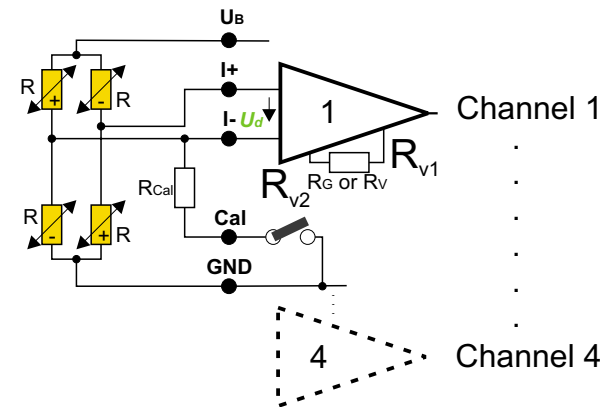 UB
I+
R + - R
1
Channel 1
I- Ud
Rv1
RG or RV
Rv2
RCal
R - + R
Cal
GND
4
Channel 4